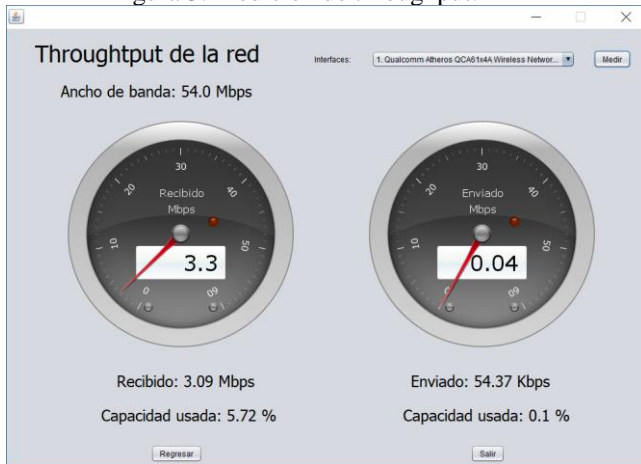 Throughtput de la red
Interfaces:
1. Qualcomm Atheros QCA61x4A Wireless Networ...
Medir
Ancho de banda: 54.0 Mbps
0
10
20
30
40
50
60
Recibido
Mbps
3.3
0
10
20
30
40
50
60
Enviado
Mbps
0.04
Recibido: 3.09 Mbps
Enviado: 54.37 Kbps
Capacidad usada: 5.72 %
Capacidad usada: 0.1 %
Regresar
Salir